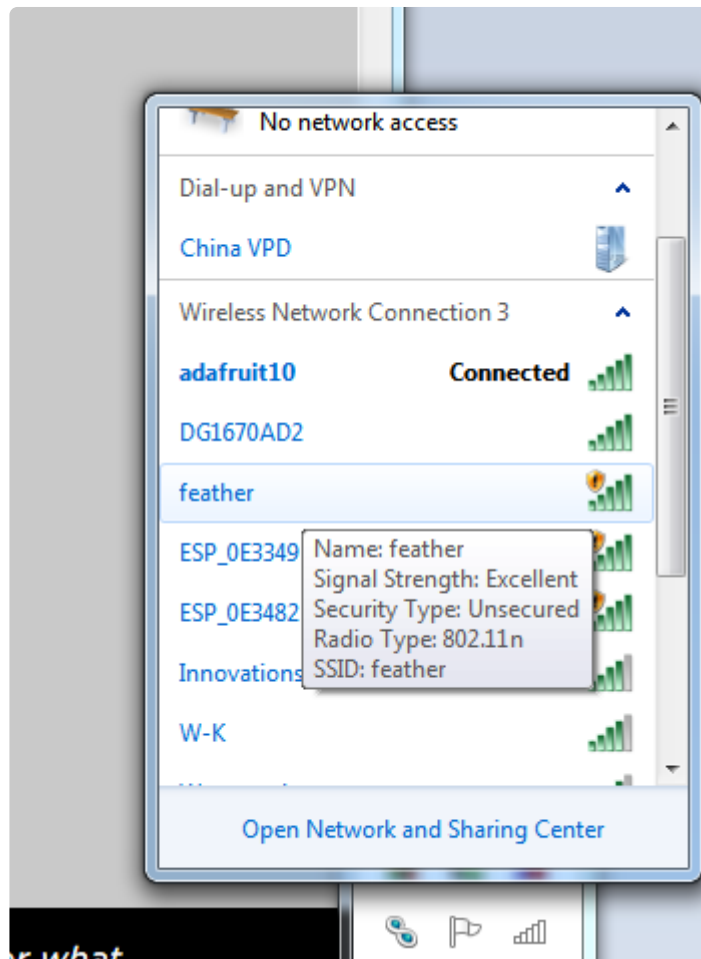 No network access
Dial-up and VPN
China VPD
Wireless Network Connection 3
adafruit10 Connected
DG1670AD2
feather
ESP_0E3349
Name: feather
Signal Strength: Excellent
ESP_0E3482
Security Type: Unsecured
Radio Type: 802.11n
Innovations
SSID: feather
W-K
Open Network and Sharing Center
what